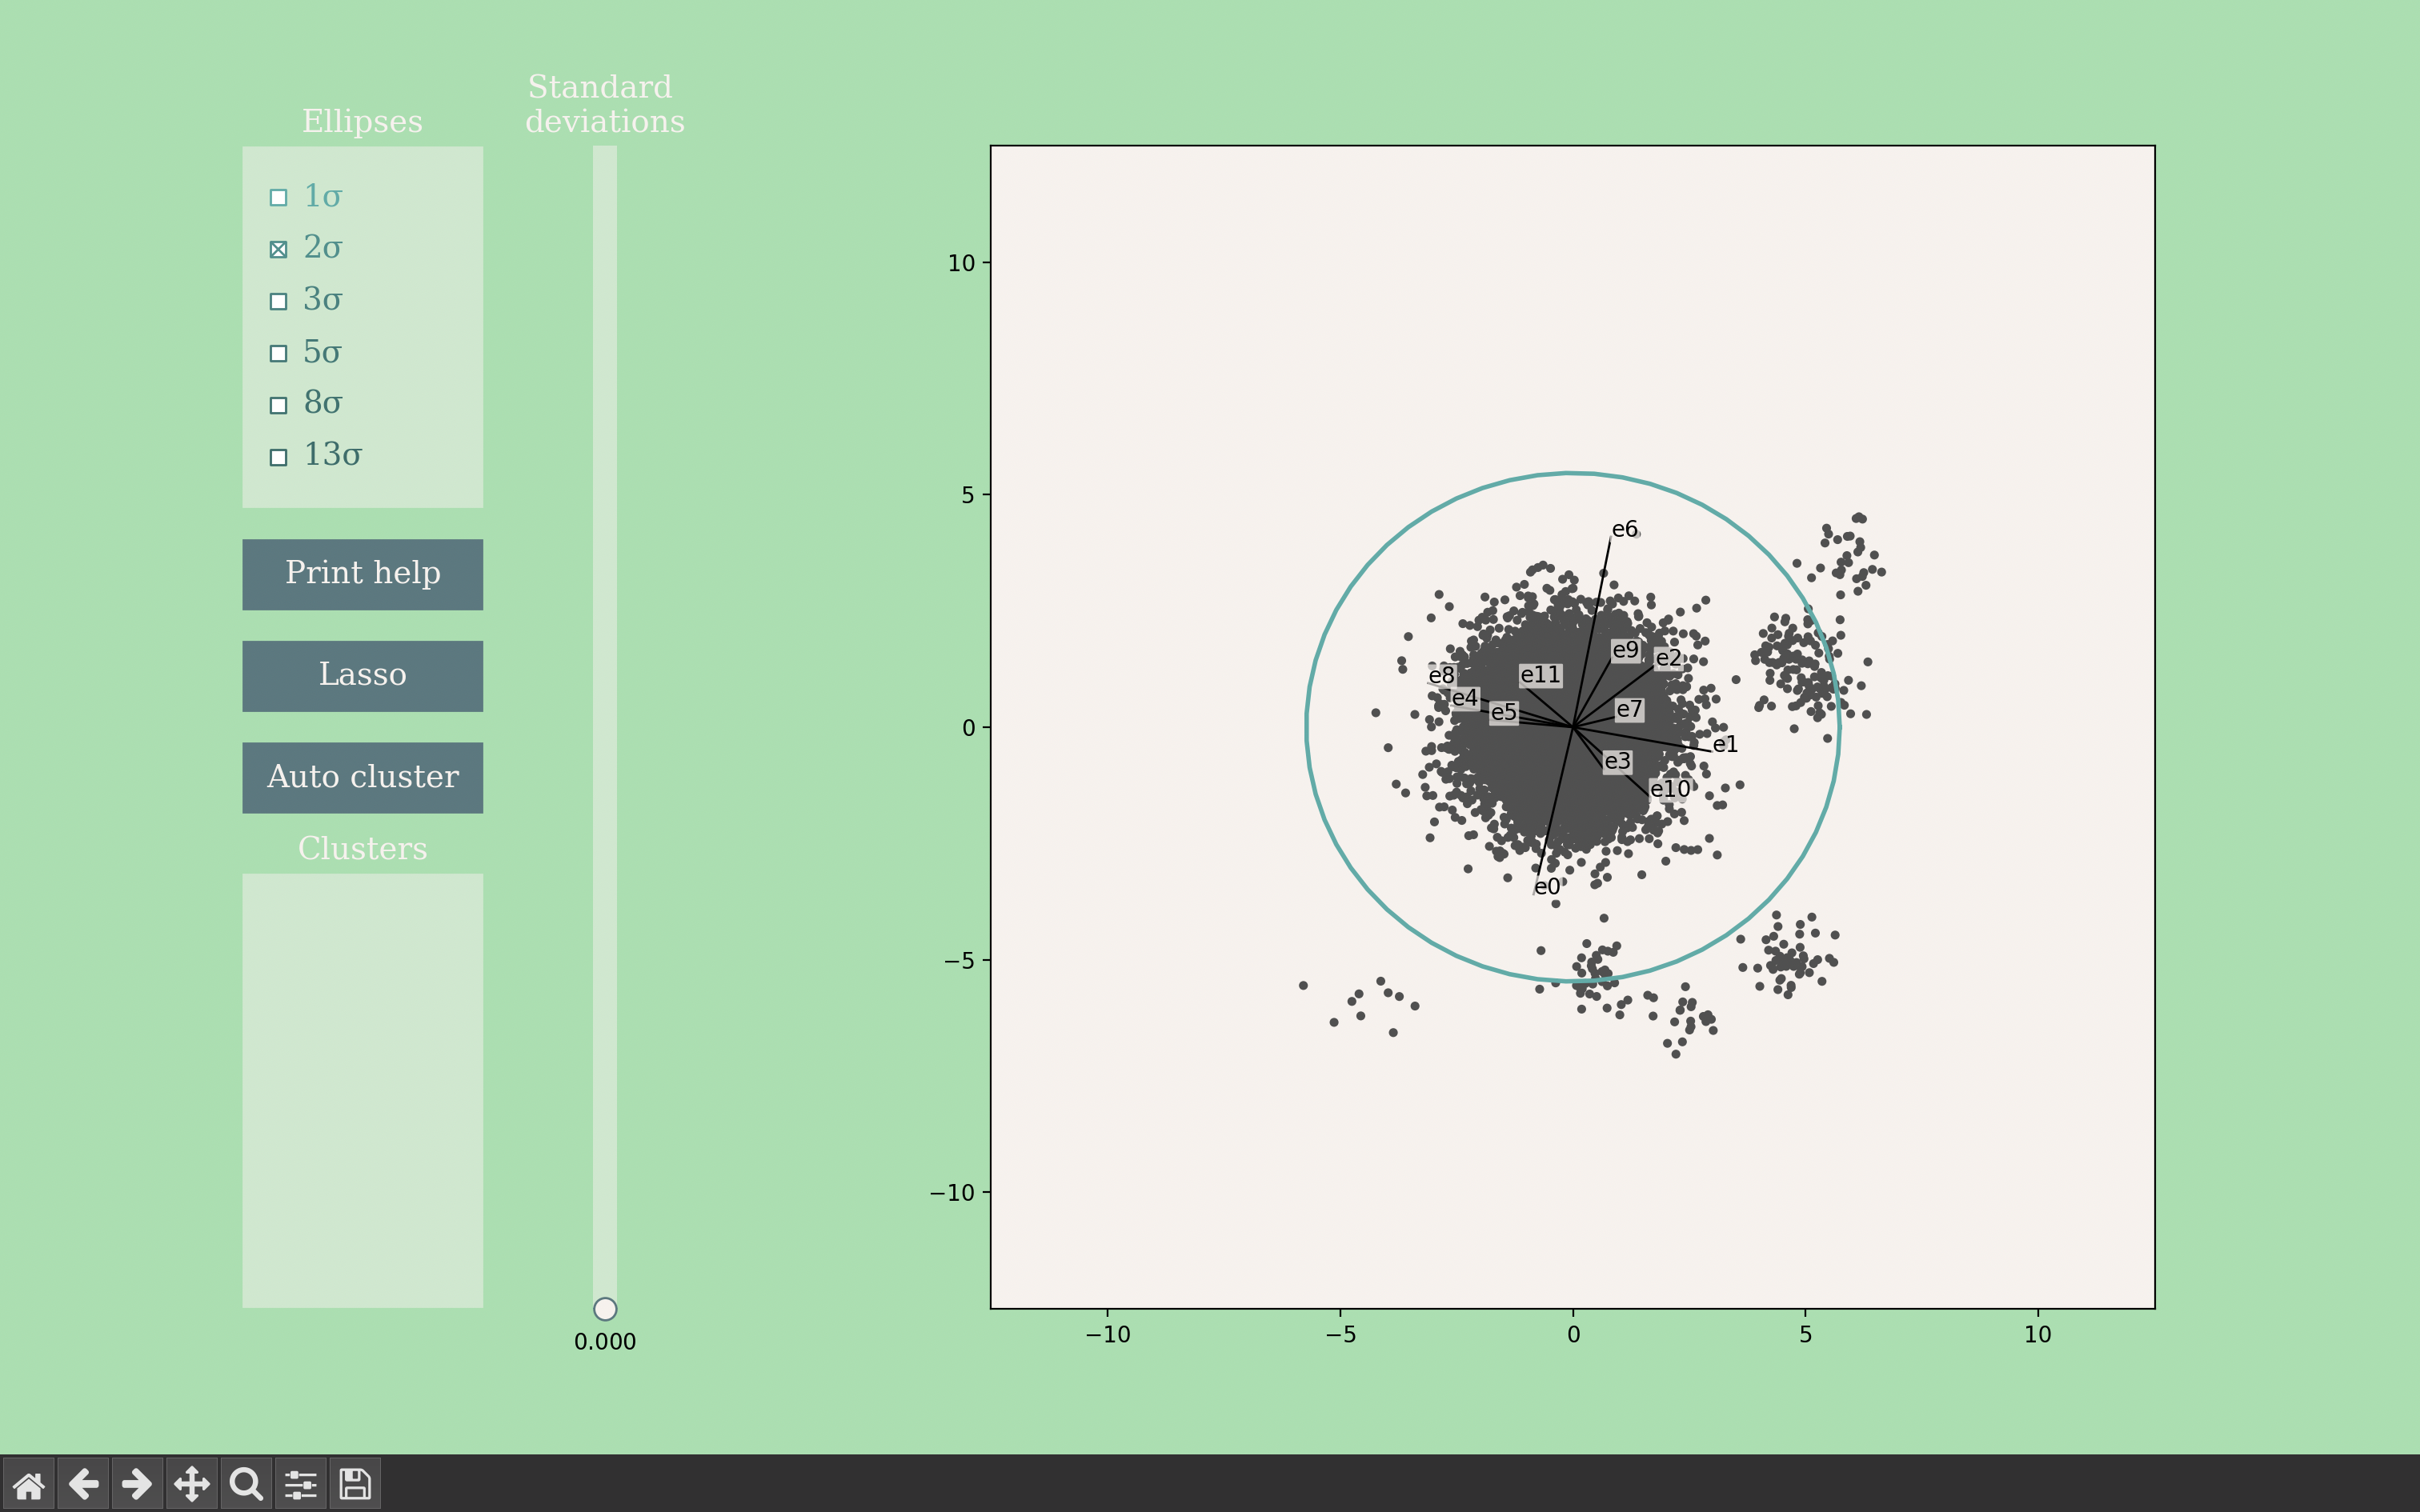 Ellipses
1σ
2σ
3σ
5σ
8σ
13σ
Print help
Lasso
Auto cluster
Clusters
Standard
deviations
0.000
10
5
0
−5
−10
−10
−5
0
5
10
e6
e9
e2
e11
e8
e4
e5
e7
e1
e3
e10
e0